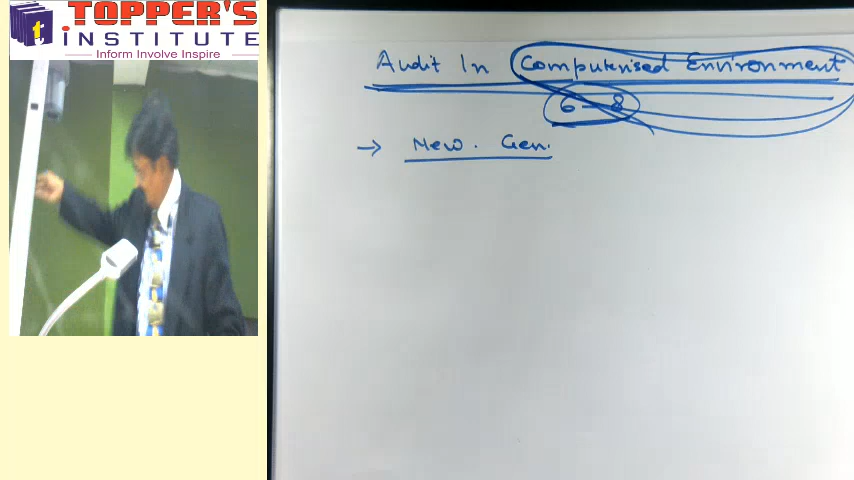 TOPPER'S
iNSTITUTE
Inform Involve Inspire
t
Audit In Computerised Environment
6 - 8
→ New. Gen.